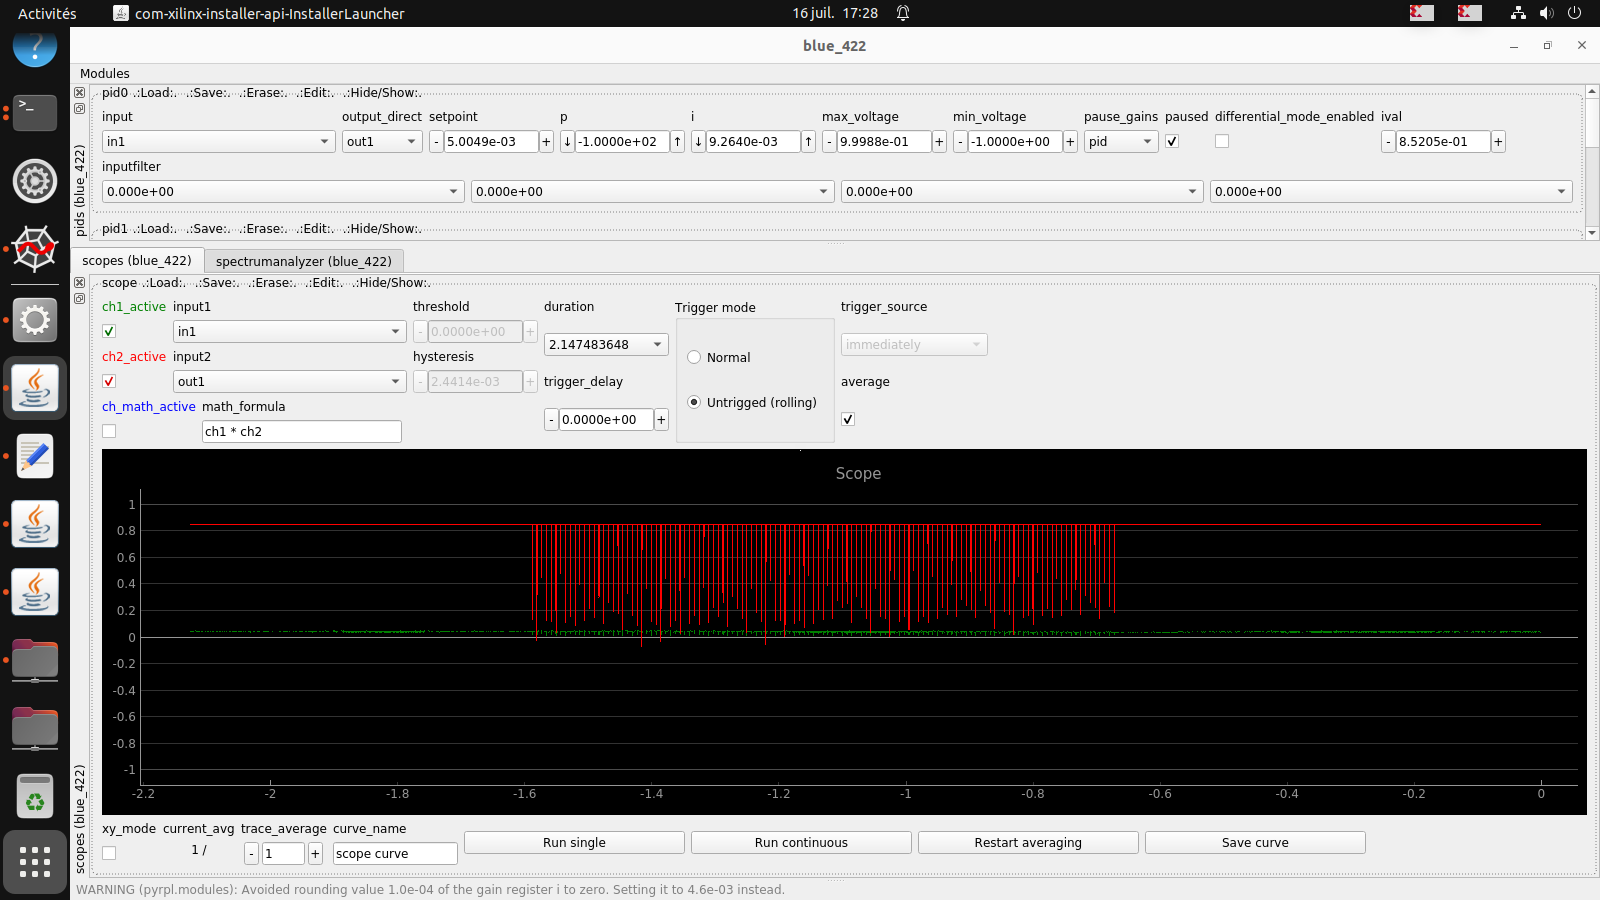 Activités com-xilinx-installer-api-InstallerLauncher 16 juil. 17:28
blue_422
Modules
pid0 .:Load:. .:Save:. .:Erase:. .:Edit:. .:Hide/Show:.
input output_direct setpoint p i max_voltage min_voltage pause_gains paused differential_mode_enabled ival
in1 out1 - 5.0049e-03 + ↓ -1.0000e+02 ↑ ↓ 9.2640e-03 ↑ - 9.9988e-01 + - -1.0000e+00 + pid - 8.5205e-01 +
inputfilter
0.000e+00 0.000e+00 0.000e+00 0.000e+00
pids (blue_422)
pid1 .:Load:. .:Save:. .:Erase:. .:Edit:. .:Hide/Show:.
scopes (blue_422) spectrumanalyzer (blue_422)
scope .:Load:. .:Save:. .:Erase:. .:Edit:. .:Hide/Show:.
ch1_active input1 threshold duration Trigger mode trigger_source
in1 - 0.0000e+00 + 2.147483648 immediately
Normal
ch2_active input2 hysteresis
out1 - 2.4414e-03 + trigger_delay average
ch_math_active math_formula Untrigged (rolling)
ch1 * ch2 - 0.0000e+00 +
Scope
1
0.8
0.6
0.4
0.2
0
-0.2
-0.4
-0.6
-0.8
-1
-2.2 -2 -1.8 -1.6 -1.4 -1.2 -1 -0.8 -0.6 -0.4 -0.2 0
scopes (blue_422)
xy_mode current_avg trace_average curve_name
1 / - 1 + scope curve Run single Run continuous Restart averaging Save curve
WARNING (pyrpl.modules): Avoided rounding value 1.0e-04 of the gain register i to zero. Setting it to 4.6e-03 instead.